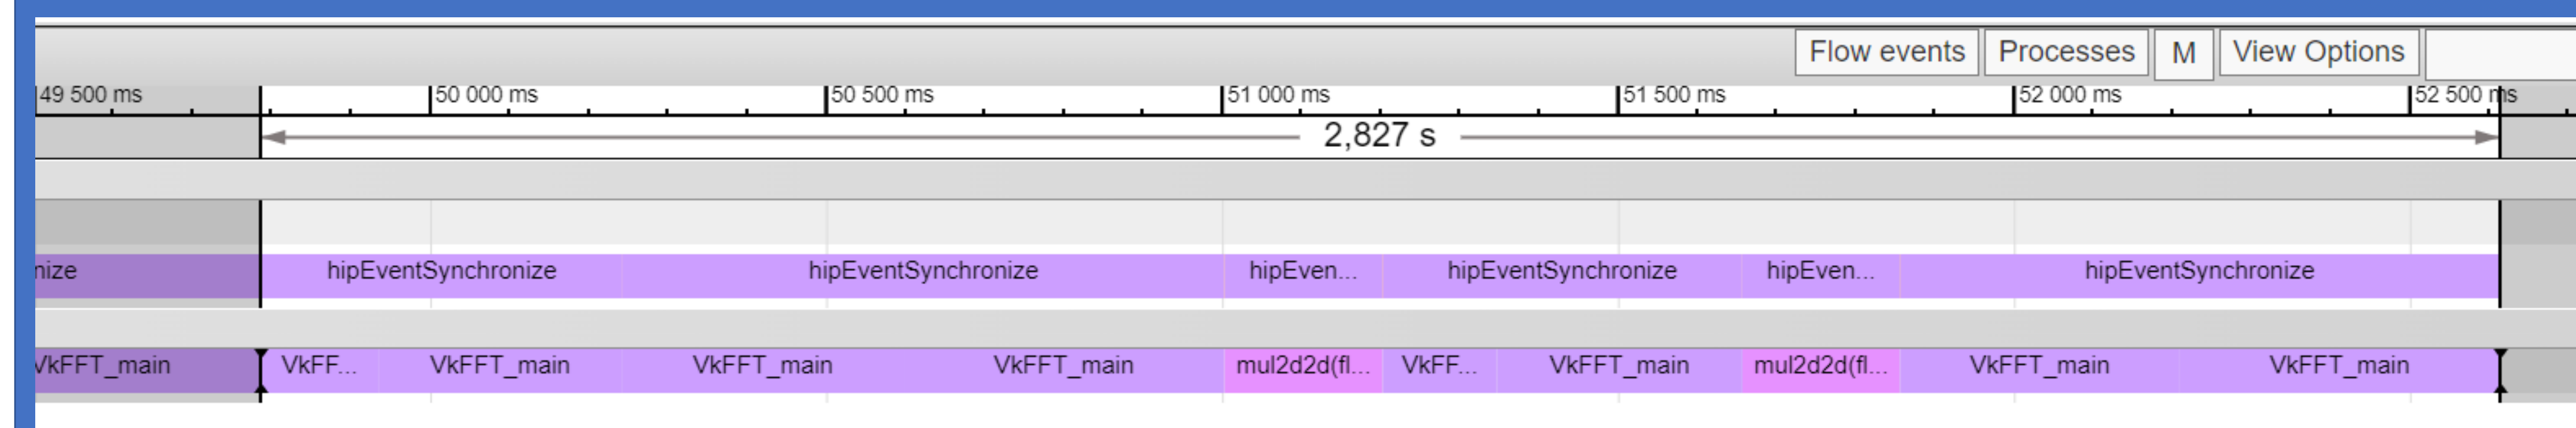 Flow events Processes M View Options
49 500 ms 50 000 ms 50 500 ms 51 000 ms 51 500 ms 52 000 ms 52 500 ms
2,827 s
nize hipEventSynchronize hipEventSynchronize hipEven... hipEventSynchronize hipEven... hipEventSynchronize
VkFFT_main VkFF... VkFFT_main VkFFT_main VkFFT_main mul2d2d(fl... VkFF... VkFFT_main mul2d2d(fl... VkFFT_main VkFFT_main